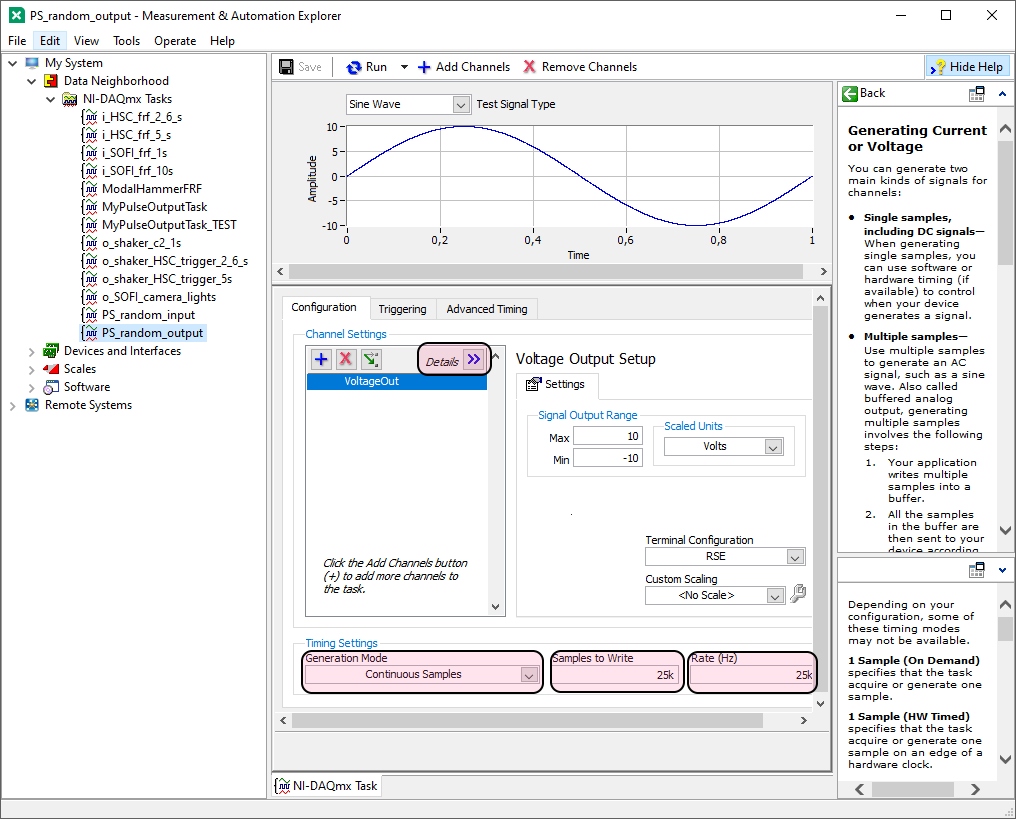 PS_random_output - Measurement & Automation Explorer
File Edit View Tools Operate Help
My System
Data Neighborhood
NI-DAQmx Tasks
i_HSC_frf_2_6_s
i_HSC_frf_5_s
i_SOFI_frf_1s
i_SOFI_frf_10s
ModalHammerFRF
MyPulseOutputTask
MyPulseOutputTask_TEST
o_shaker_c2_1s
o_shaker_HSC_trigger_2_6_s
o_shaker_HSC_trigger_5s
o_SOFI_camera_lights
PS_random_input
PS_random_output
Devices and Interfaces
Scales
Software
Remote Systems
Save Run Add Channels Remove Channels
Hide Help
Sine Wave Test Signal Type
Amplitude
10
5
0
-5
-10
0 0,2 0,4 0,6 0,8 1
Time
Configuration Triggering Advanced Timing
Channel Settings
Details
VoltageOut
Click the Add Channels button
(+) to add more channels to
the task.
Voltage Output Setup
Settings
Signal Output Range
Max 10
Min -10
Scaled Units
Volts
Terminal Configuration
RSE
Custom Scaling
<No Scale>
Timing Settings
Generation Mode
Continuous Samples
Samples to Write
25k
Rate (Hz)
25k
NI-DAQmx Task
Back
Generating Current
or Voltage
You can generate two
main kinds of signals for
channels:
• Single samples,
including DC signals—
When generating
single samples, you
can use software or
hardware timing (if
available) to control
when your device
generates a signal.
• Multiple samples—
Use multiple samples
to generate an AC
signal, such as a sine
wave. Also called
buffered analog
output, generating
multiple samples
involves the following
steps:
1. Your application
writes multiple
samples into a
buffer.
2. All the samples
in the buffer are
then sent to your
device according
Depending on your
configuration, some of
these timing modes
may not be available.
1 Sample (On Demand)
specifies that the task
acquire or generate one
sample.
1 Sample (HW Timed)
specifies that the task
acquire or generate one
sample on an edge of a
hardware clock.